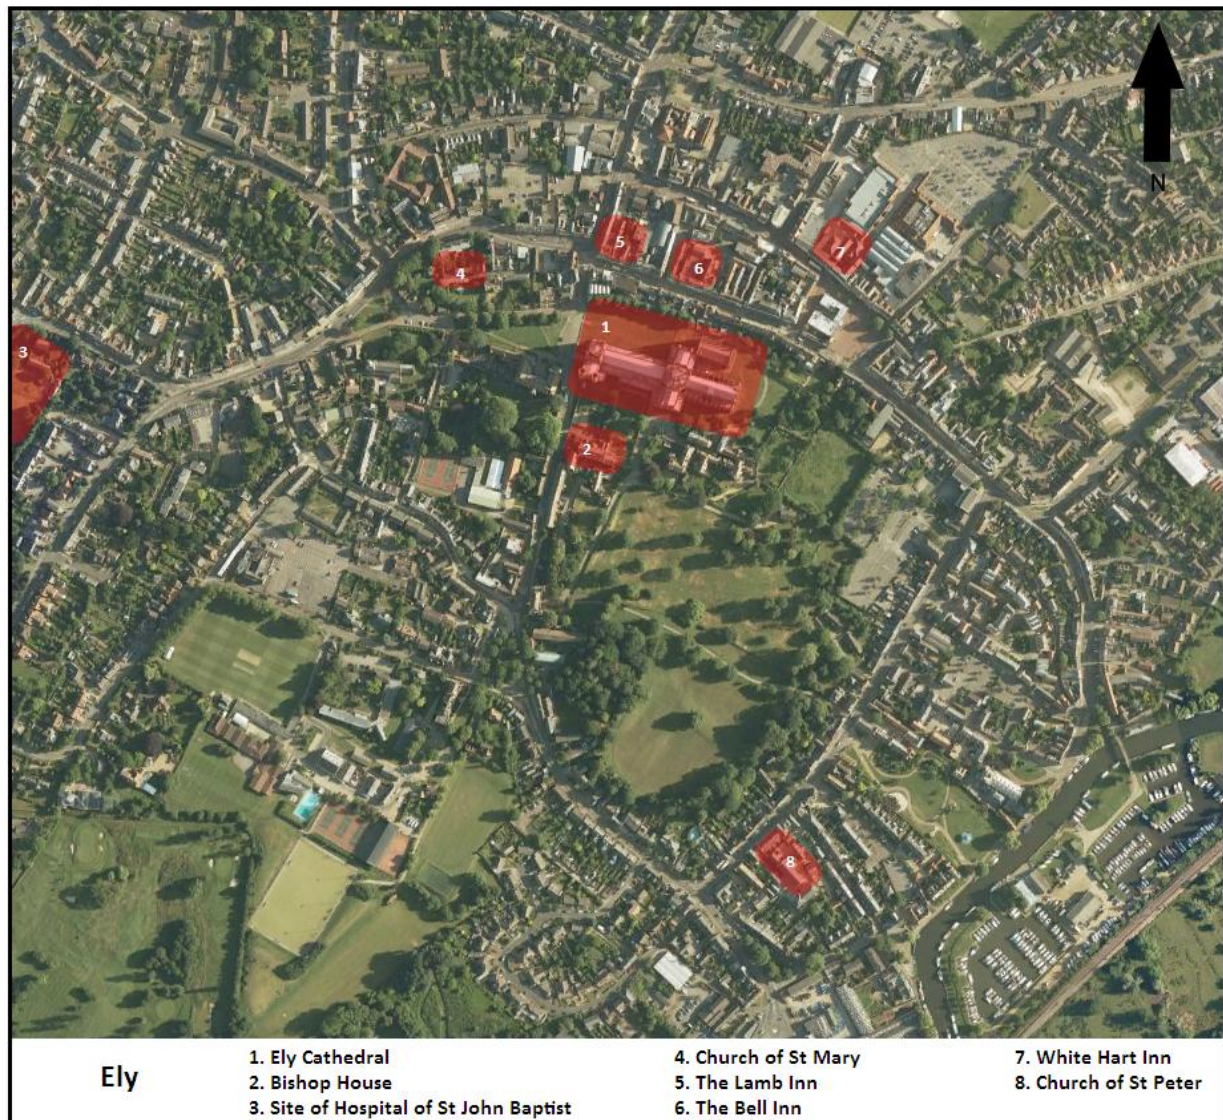 N
5
6
7
4
1
3
2
8
Ely
1. Ely Cathedral
2. Bishop House
3. Site of Hospital of St John Baptist
4. Church of St Mary
5. The Lamb Inn
6. The Bell Inn
7. White Hart Inn
8. Church of St Peter